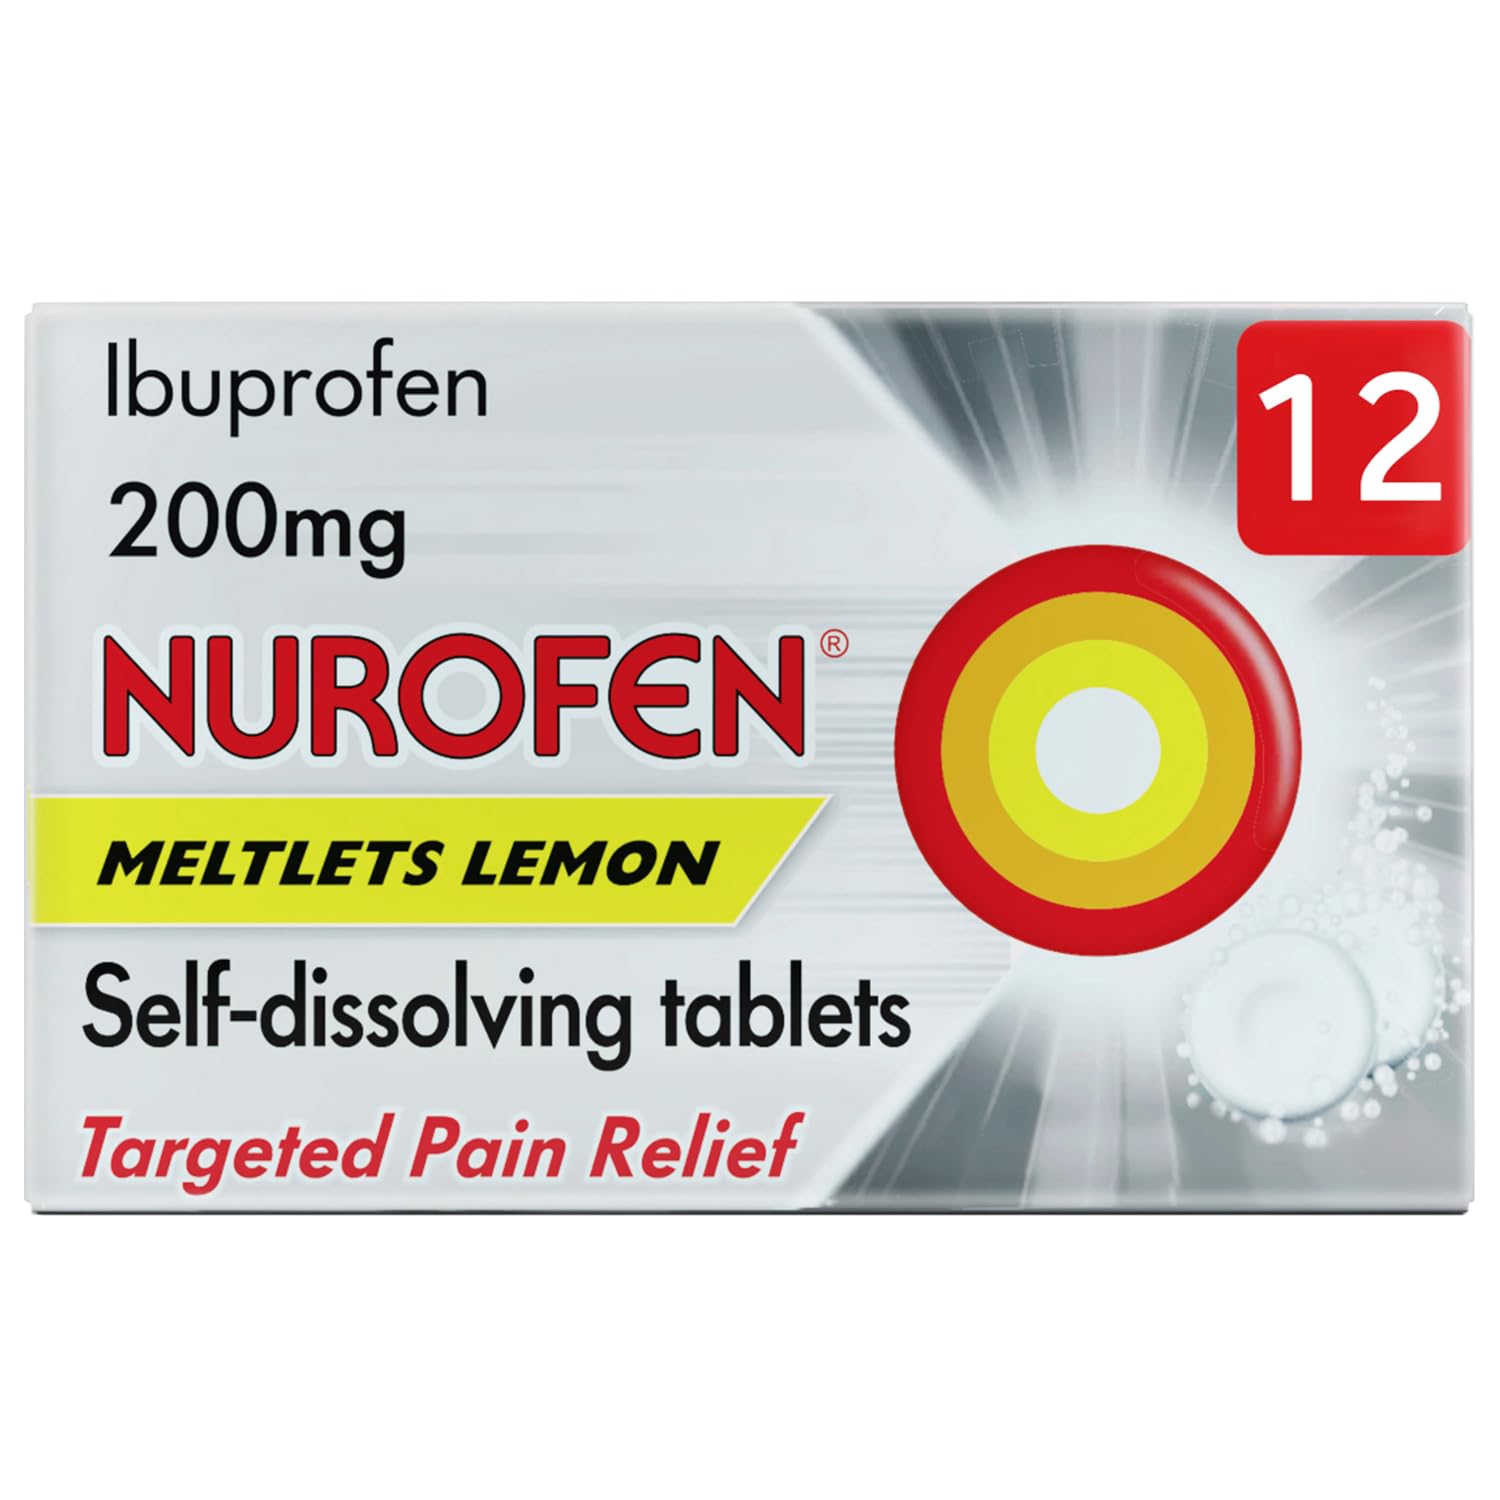 Ibuprofen
12
200mg
NUROFEN®
MELTLETS LEMON
Self-dissolving tablets
Targeted Pain Relief